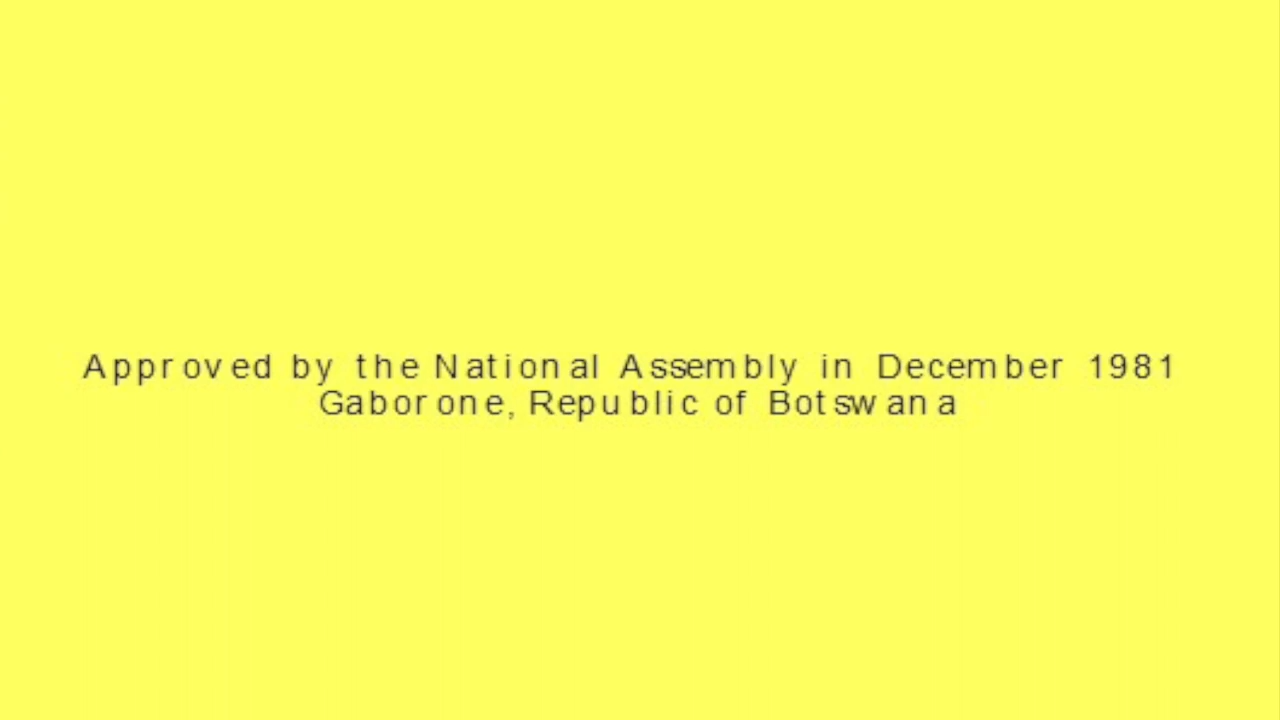 Approved by the National Assembly in December 1981
Gaborone, Republic of Botswana